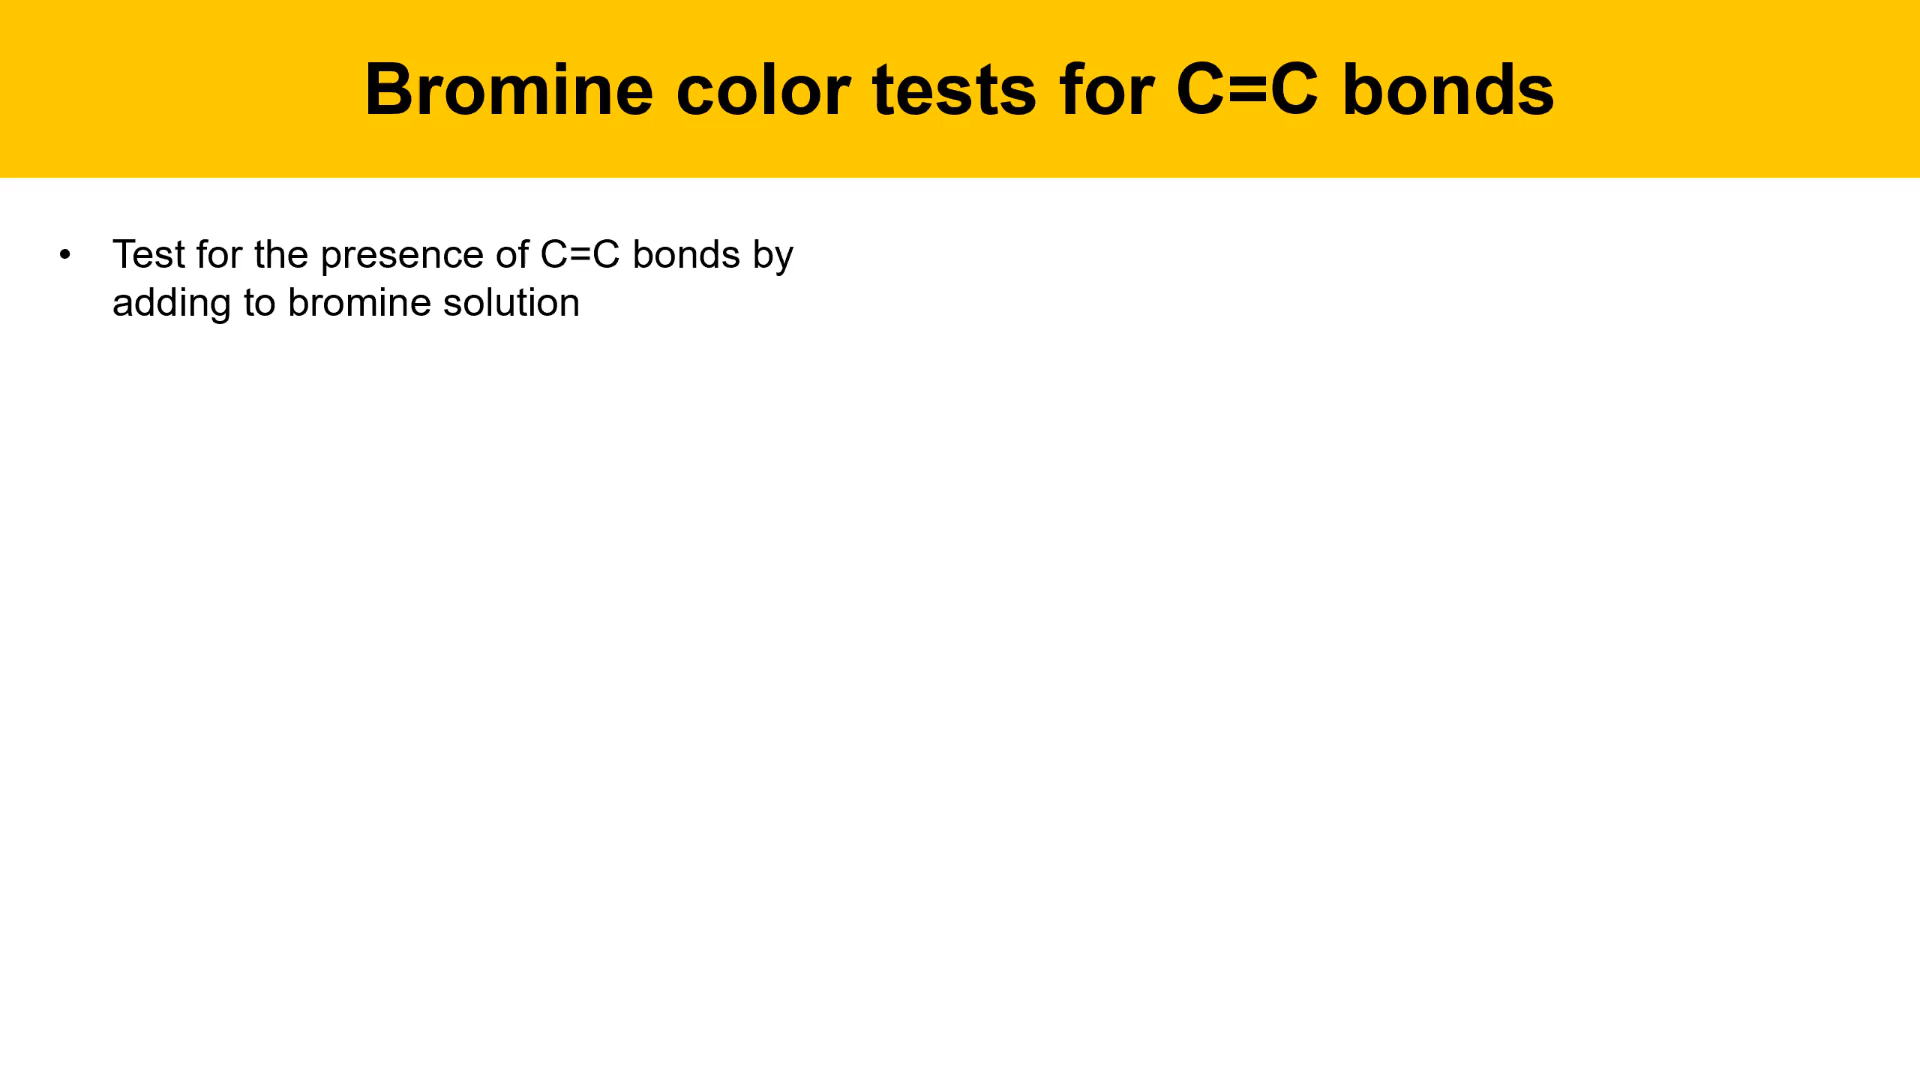 Bromine color tests for C=C bonds
• Test for the presence of C=C bonds by
adding to bromine solution